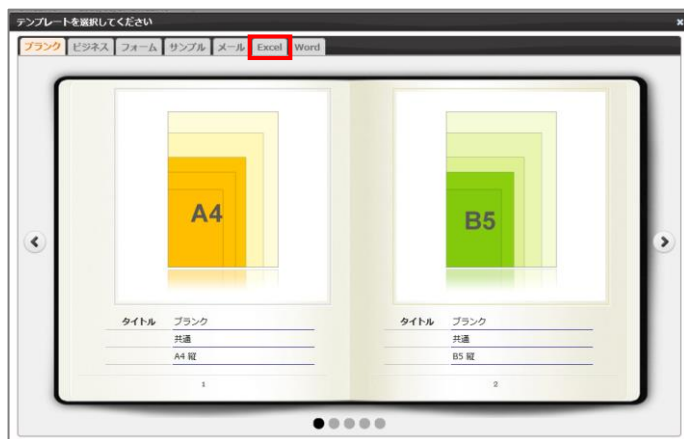 テンプレートを選択してください ×
ブランク ビジネス フォーム サンプル メール Excel Word
A4 B5
タイトル ブランク
共通
A4 縦
1
タイトル ブランク
共通
B5 縦
2